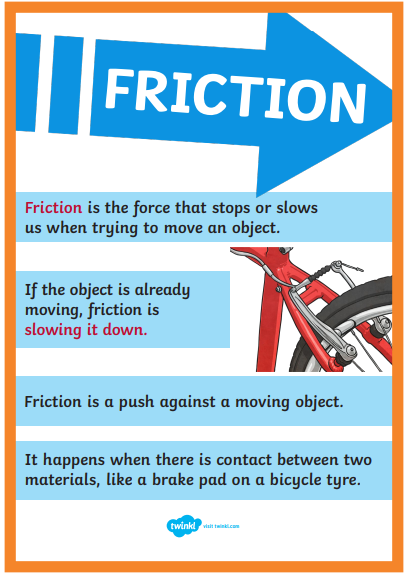 FRICTION
Friction is the force that stops or slows
us when trying to move an object.
If the object is already
moving, friction is
slowing it down.
Friction is a push against a moving object.
It happens when there is contact between two
materials, like a brake pad on a bicycle tyre.
twinkl visit twinkl.com